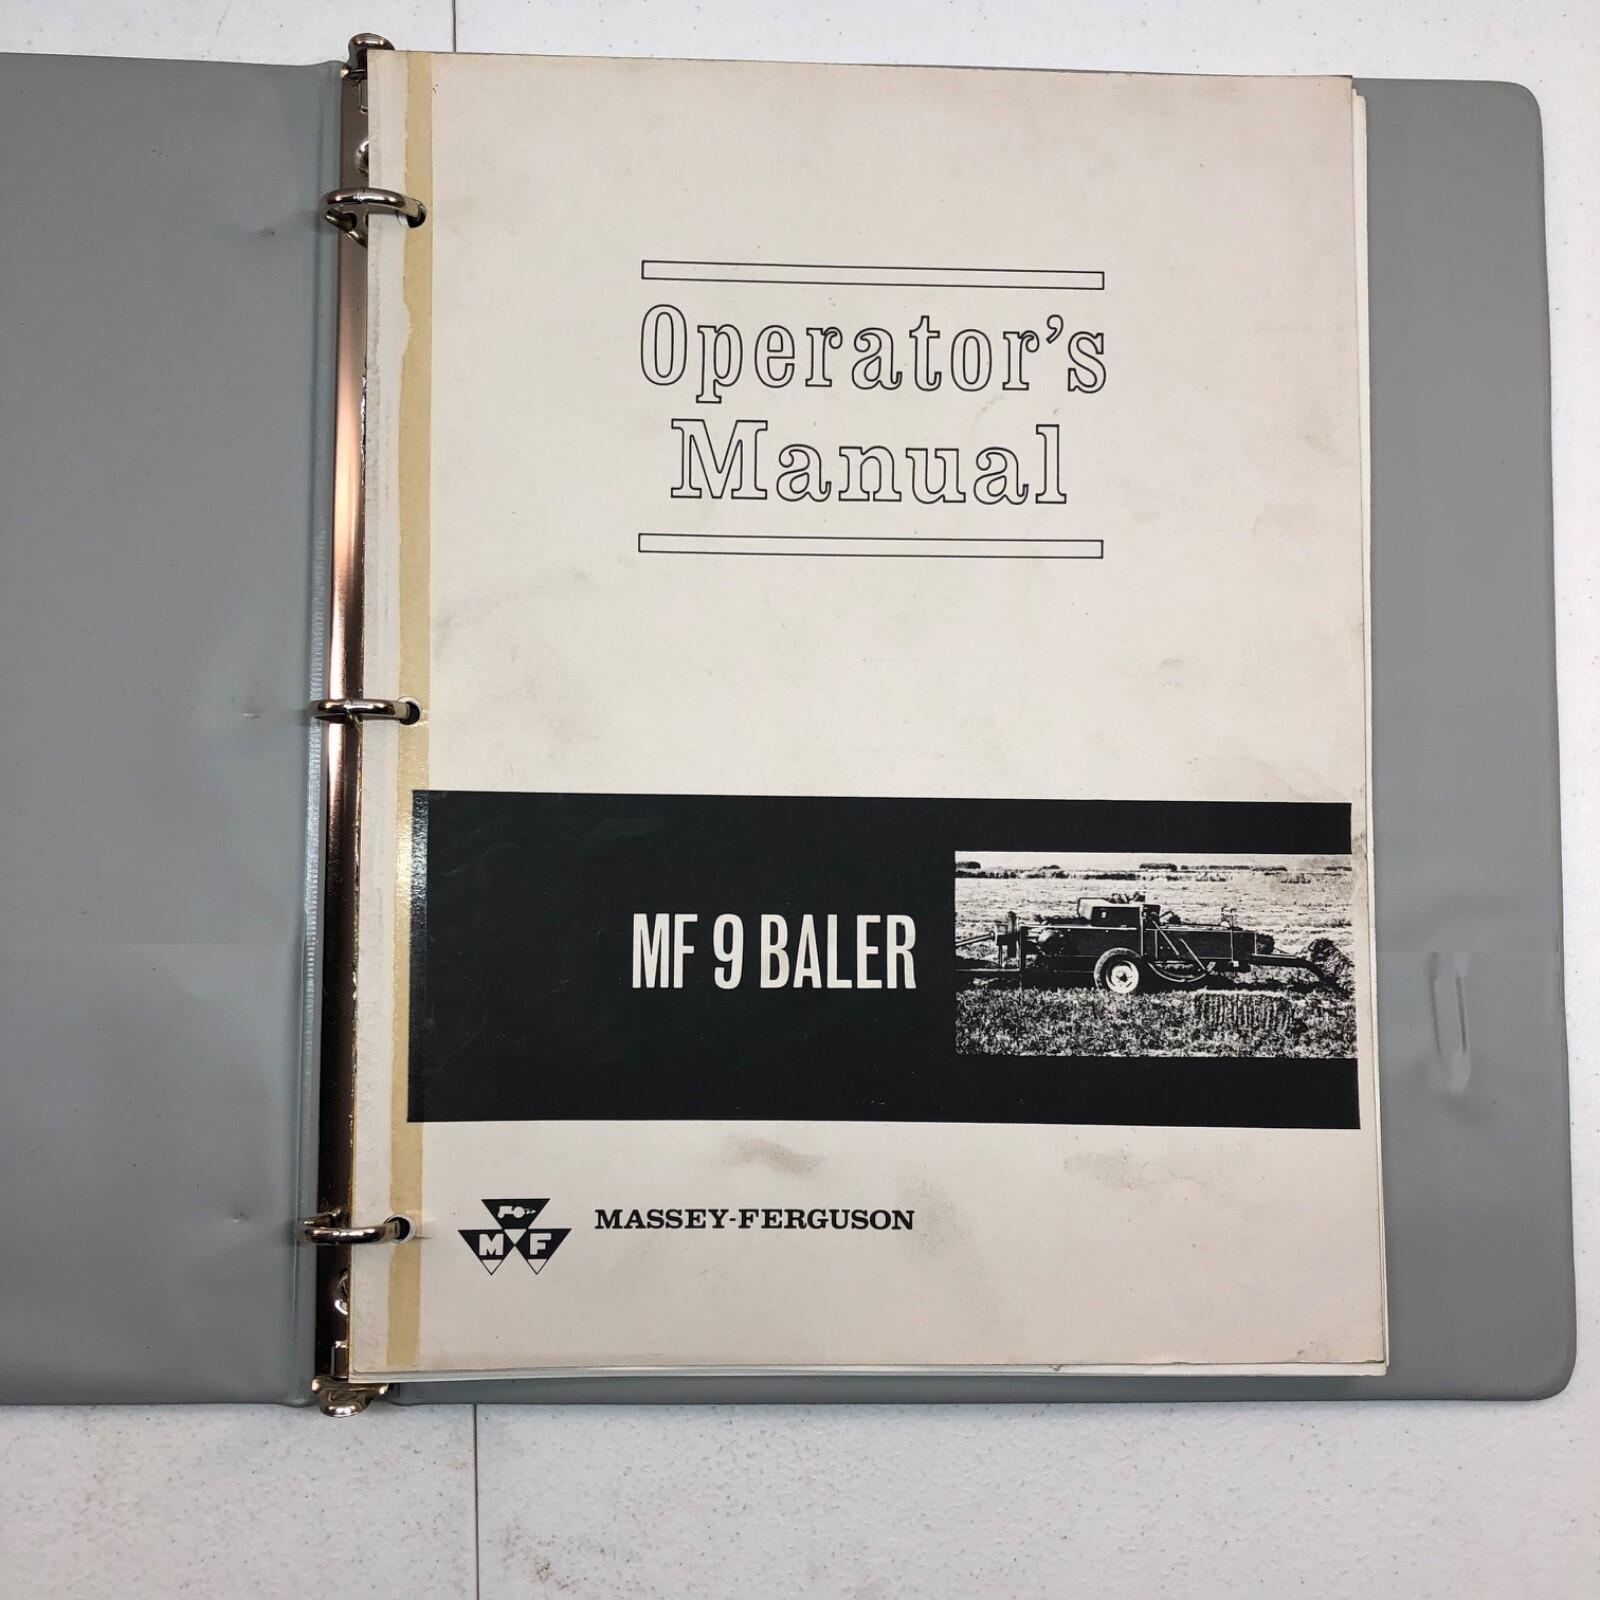 Operator's
Manual
MF 9 BALER
M F
MASSEY-FERGUSON